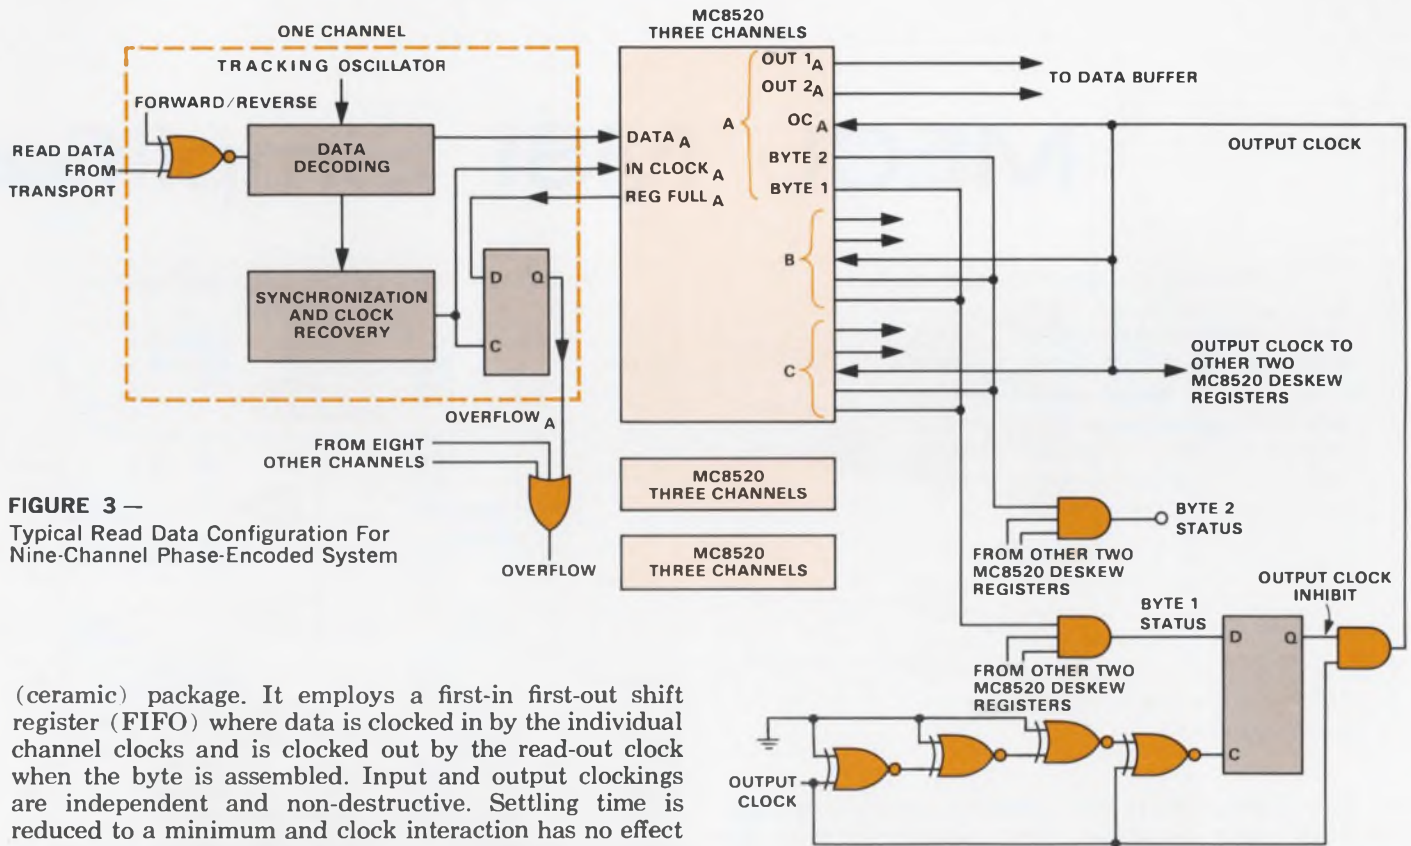 ONE CHANNEL
TRACKING OSCILLATOR
FORWARD/REVERSE
READ DATA
FROM
TRANSPORT
DATA
DECODING
SYNCHRONIZATION
AND CLOCK
RECOVERY
D Q
C
OVERFLOW A
FROM EIGHT
OTHER CHANNELS
OVERFLOW
MC8520
THREE CHANNELS
DATA A
IN CLOCK A
REG FULL A
A
OUT 1A
OUT 2A
OC A
BYTE 2
BYTE 1
B
C
TO DATA BUFFER
OUTPUT CLOCK
OUTPUT CLOCK TO
OTHER TWO
MC8520 DESKEW
REGISTERS
MC8520
THREE CHANNELS
MC8520
THREE CHANNELS
BYTE 2
STATUS
FROM OTHER TWO
MC8520 DESKEW
REGISTERS
OUTPUT CLOCK
INHIBIT
BYTE 1
STATUS
D Q
C
FROM OTHER TWO
MC8520 DESKEW
REGISTERS
OUTPUT
CLOCK
FIGURE 3 —
Typical Read Data Configuration For
Nine-Channel Phase-Encoded System
(ceramic) package. It employs a first-in first-out shift
register (FIFO) where data is clocked in by the individual
channel clocks and is clocked out by the read-out clock
when the byte is assembled. Input and output clockings
are independent and non-destructive. Settling time is
reduced to a minimum and clock interaction has no effect